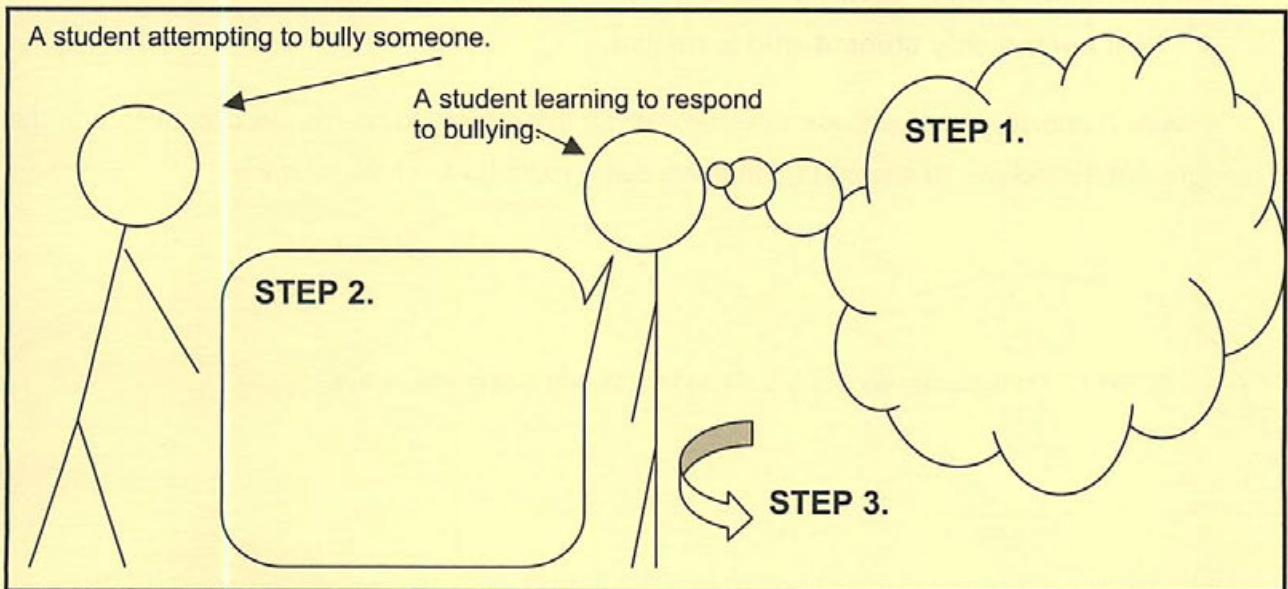 A student attempting to bully someone.
A student learning to respond
to bullying.
STEP 1.
STEP 2.
STEP 3.